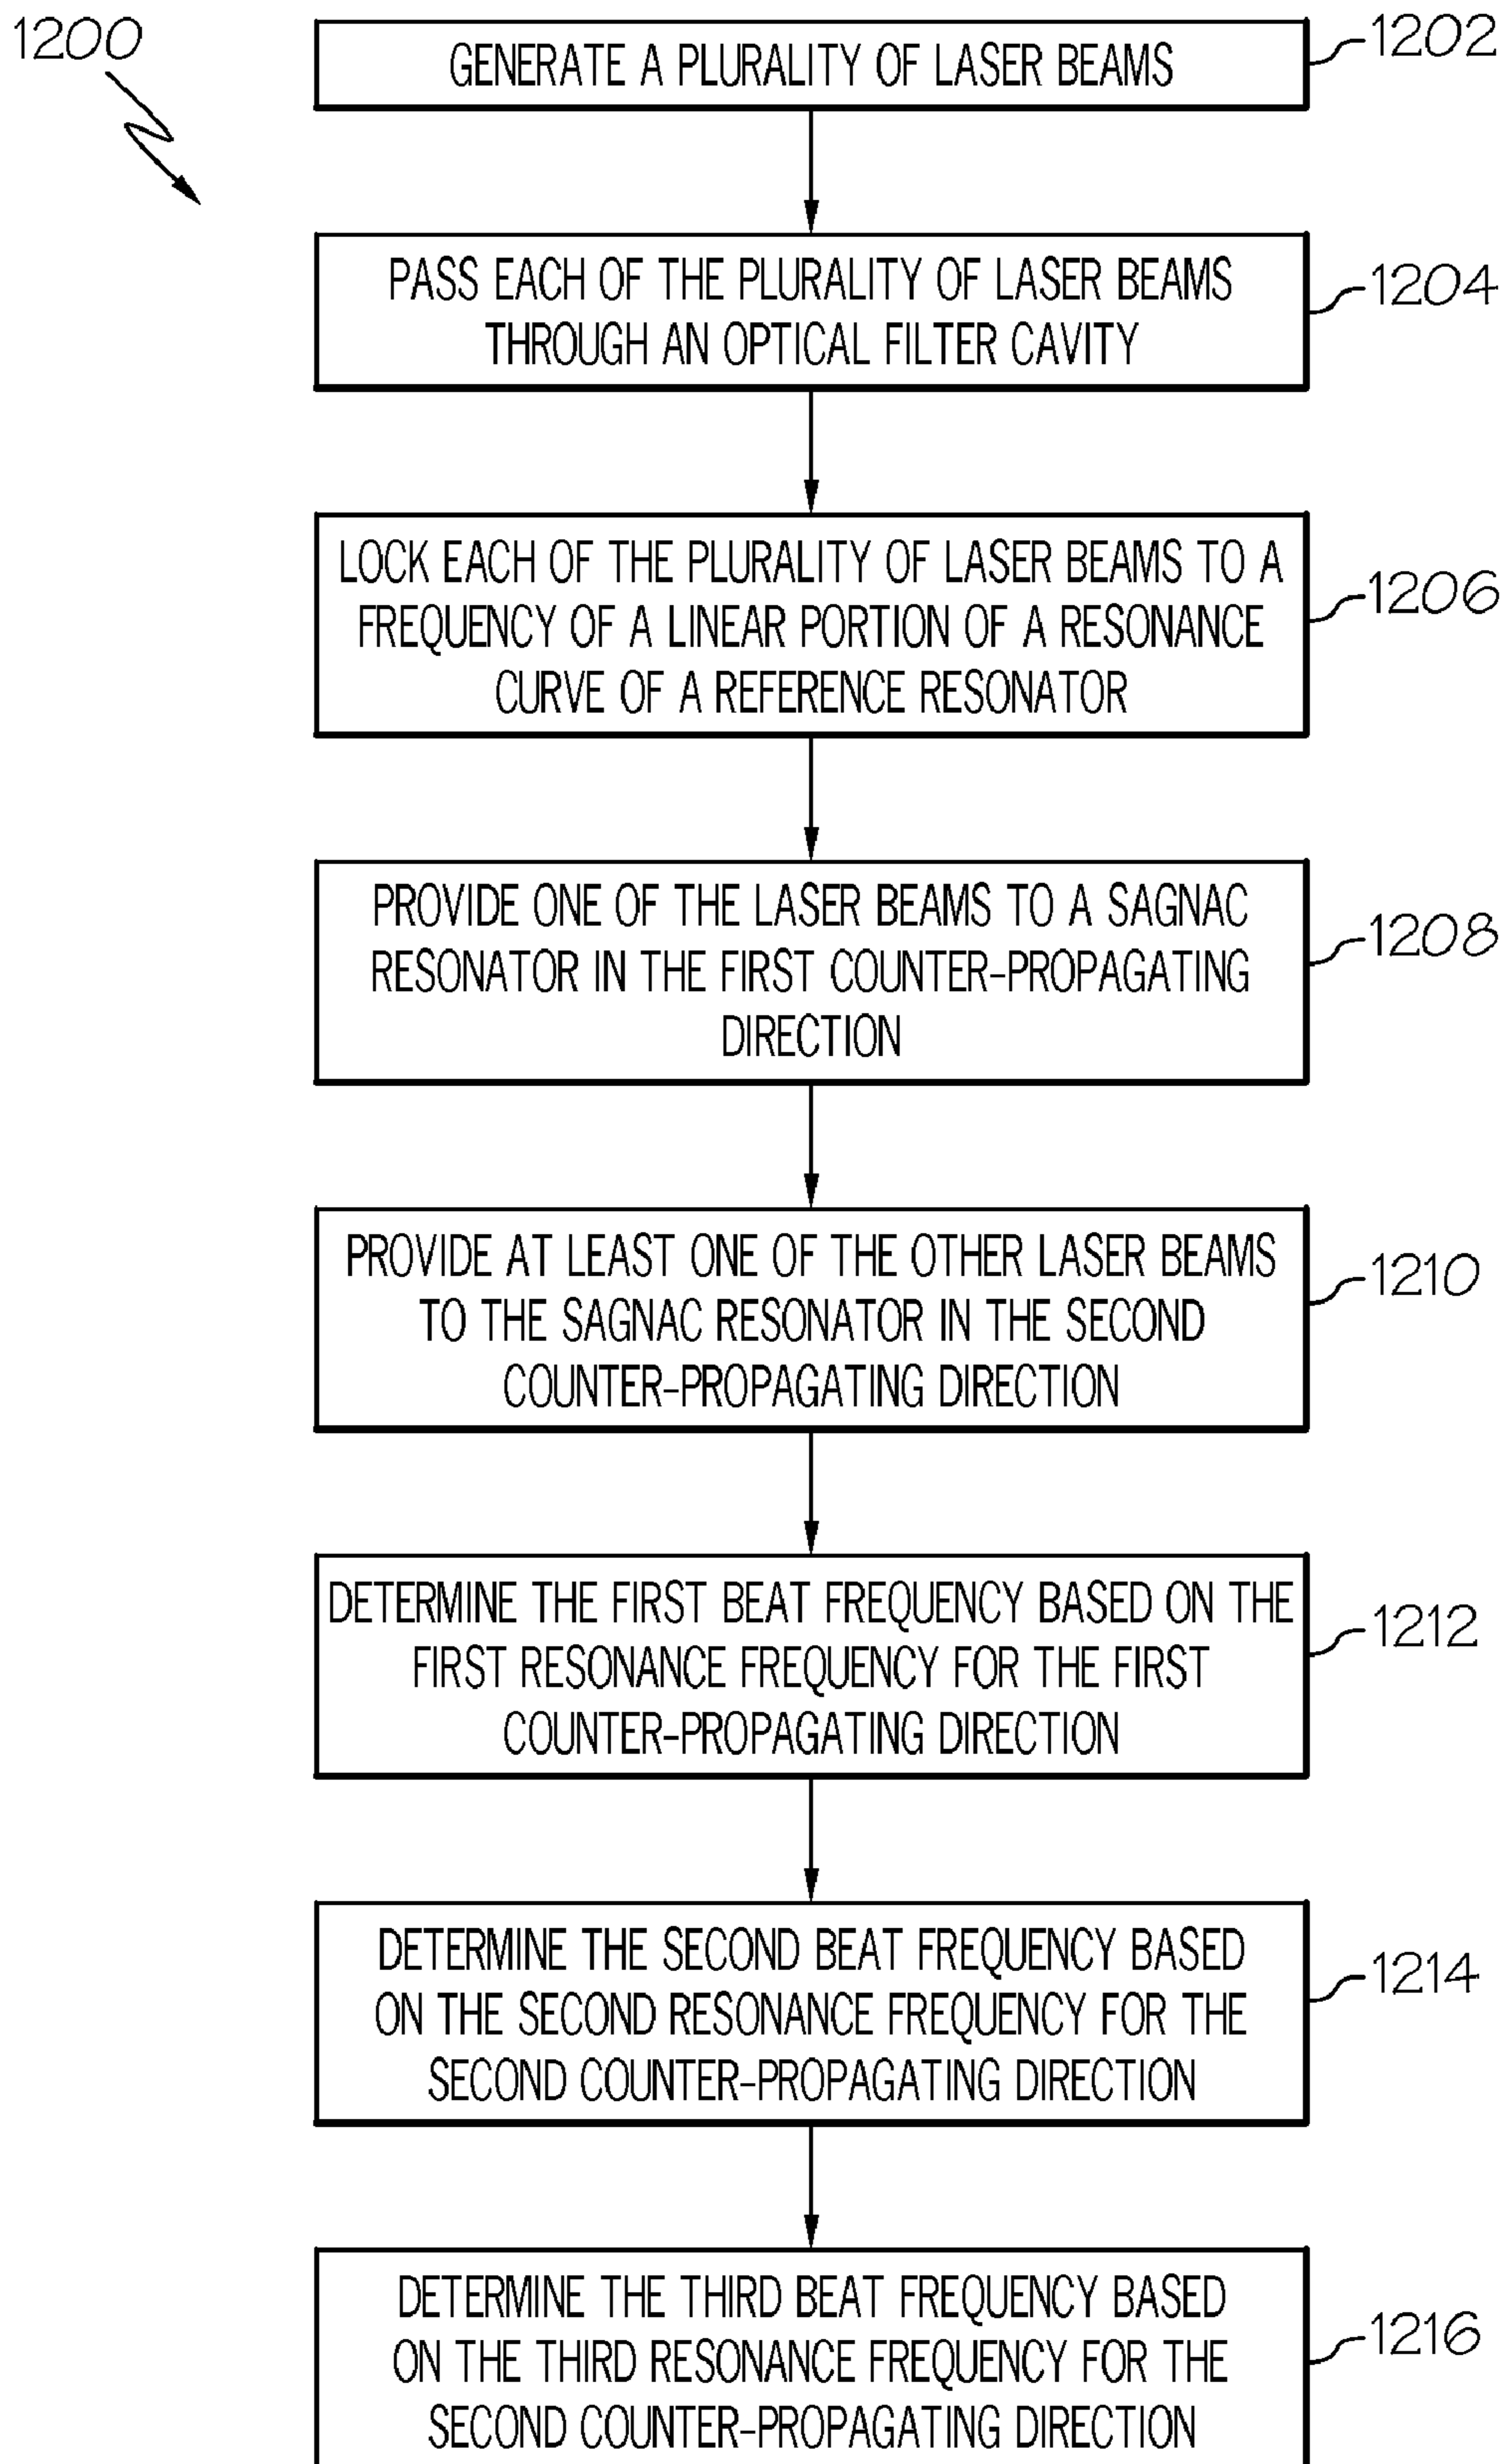 1200
GENERATE A PLURALITY OF LASER BEAMS
1202
PASS EACH OF THE PLURALITY OF LASER BEAMS
THROUGH AN OPTICAL FILTER CAVITY
1204
LOCK EACH OF THE PLURALITY OF LASER BEAMS TO A
FREQUENCY OF A LINEAR PORTION OF A RESONANCE
CURVE OF A REFERENCE RESONATOR
1206
PROVIDE ONE OF THE LASER BEAMS TO A SAGNAC
RESONATOR IN THE FIRST COUNTER-PROPAGATING
DIRECTION
1208
PROVIDE AT LEAST ONE OF THE OTHER LASER BEAMS
TO THE SAGNAC RESONATOR IN THE SECOND
COUNTER-PROPAGATING DIRECTION
1210
DETERMINE THE FIRST BEAT FREQUENCY BASED ON THE
FIRST RESONANCE FREQUENCY FOR THE FIRST
COUNTER-PROPAGATING DIRECTION
1212
DETERMINE THE SECOND BEAT FREQUENCY BASED
ON THE SECOND RESONANCE FREQUENCY FOR THE
SECOND COUNTER-PROPAGATING DIRECTION
1214
DETERMINE THE THIRD BEAT FREQUENCY BASED
ON THE THIRD RESONANCE FREQUENCY FOR THE
SECOND COUNTER-PROPAGATING DIRECTION
1216